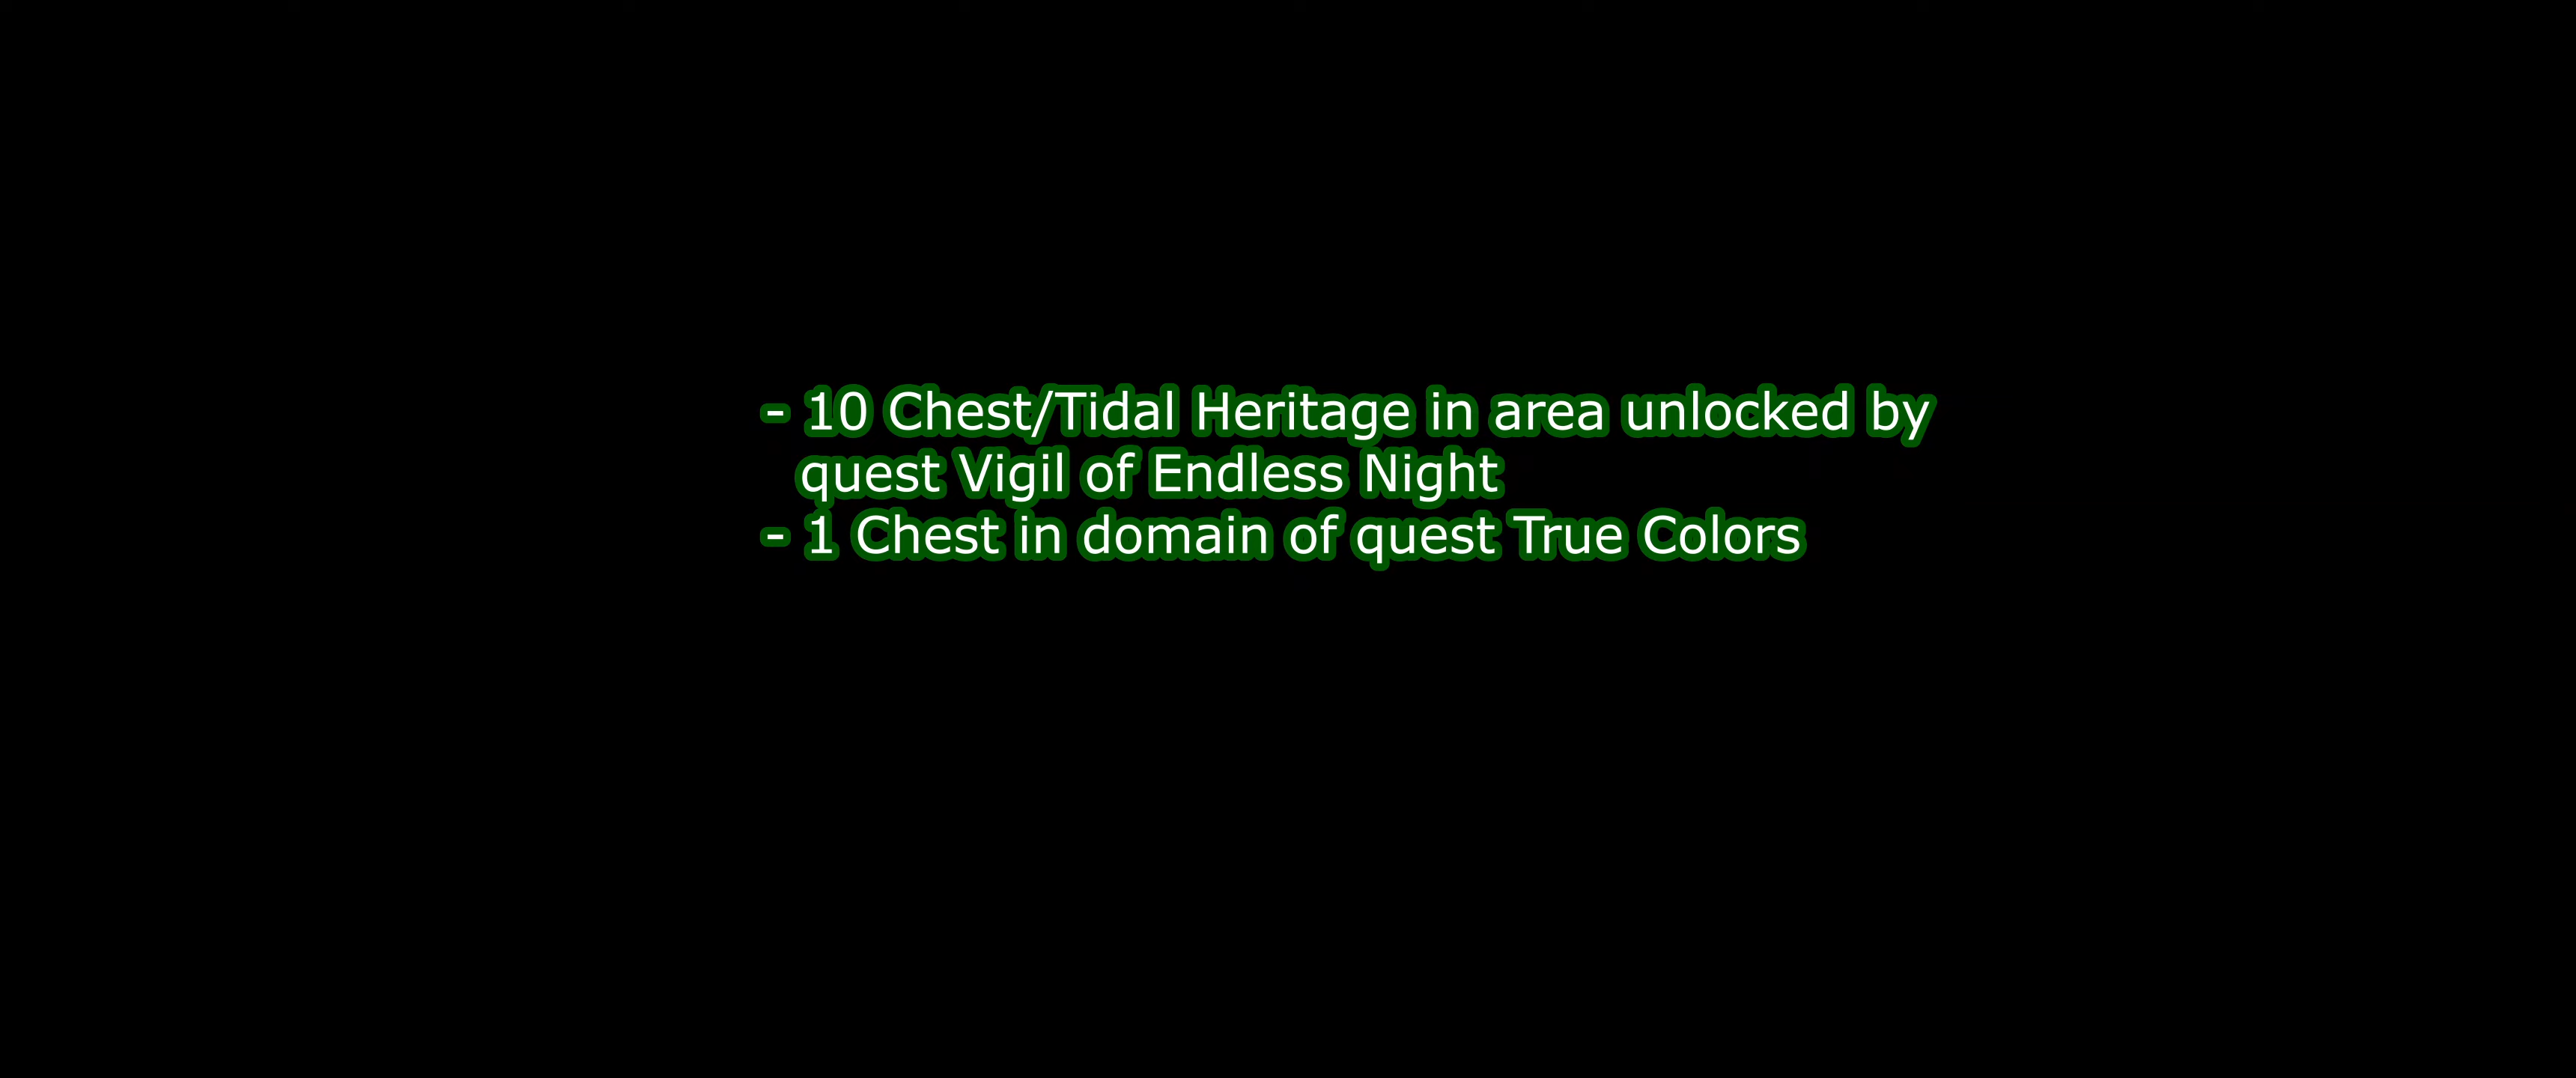 - 10 Chest/Tidal Heritage in area unlocked by
quest Vigil of Endless Night
- 1 Chest in domain of quest True Colors